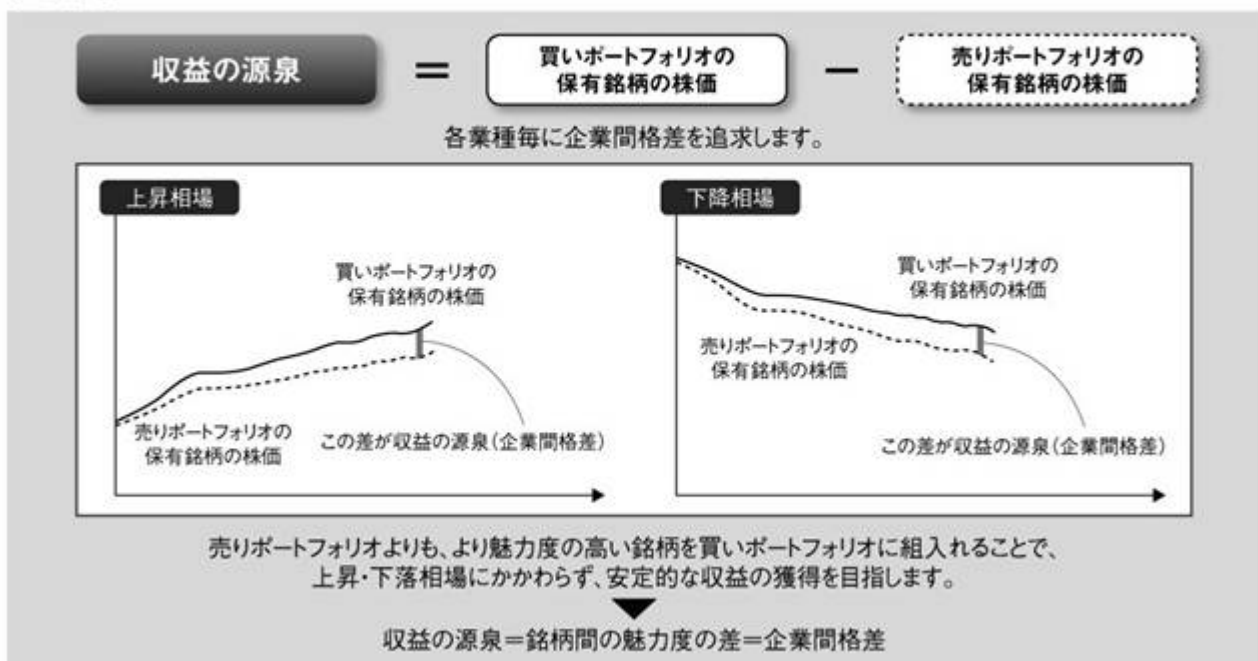 収益の源泉
＝
買いポートフォリオの
保有銘柄の株価
－
売りポートフォリオの
保有銘柄の株価
各業種毎に企業間格差を追求します。
上昇相場
買いポートフォリオの
保有銘柄の株価
売りポートフォリオの
保有銘柄の株価
この差が収益の源泉(企業間格差)
下降相場
買いポートフォリオの
保有銘柄の株価
売りポートフォリオの
保有銘柄の株価
この差が収益の源泉(企業間格差)
売りポートフォリオよりも、より魅力度の高い銘柄を買いポートフォリオに組入れることで、
上昇・下落相場にかかわらず、安定的な収益の獲得を目指します。
収益の源泉＝銘柄間の魅力度の差＝企業間格差